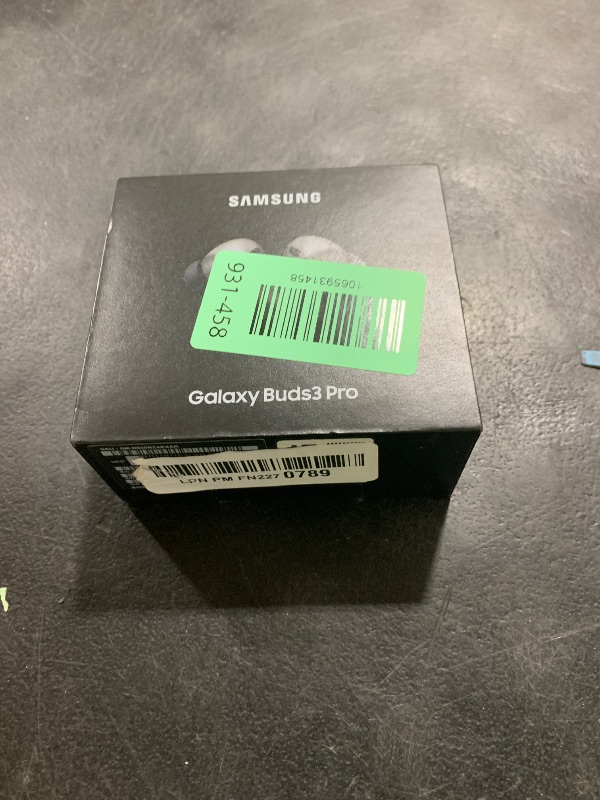 SAMSUNG
1065931458
931-458
Galaxy Buds3 Pro
LPN PM FN227 0789